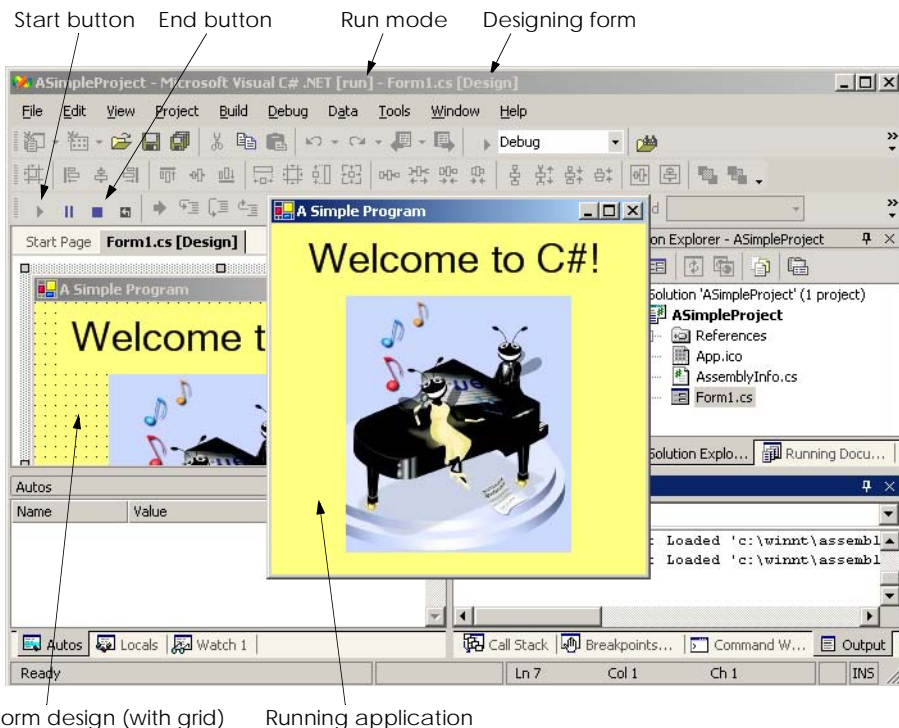 Start button End button Run mode Designing form
ASimpleProject - Microsoft Visual C# .NET [run] - Form1.cs [Design]
File Edit View Project Build Debug Data Tools Window Help
Debug
A Simple Program
Start Page Form1.cs [Design]
on Explorer - ASimpleProject
Welcome to C#!
A Simple Program
Welcome t
Solution 'ASimpleProject' (1 project)
ASimpleProject
References
App.ico
AssemblyInfo.cs
Form1.cs
Solution Explo... Running Docu...
Autos
Name Value
: Loaded 'c:\winnt\assembl
: Loaded 'c:\winnt\assembl
Autos Locals Watch 1
Call Stack Breakpoints... Command W... Output
Ready Ln 7 Col 1 Ch 1 INS
orm design (with grid) Running application